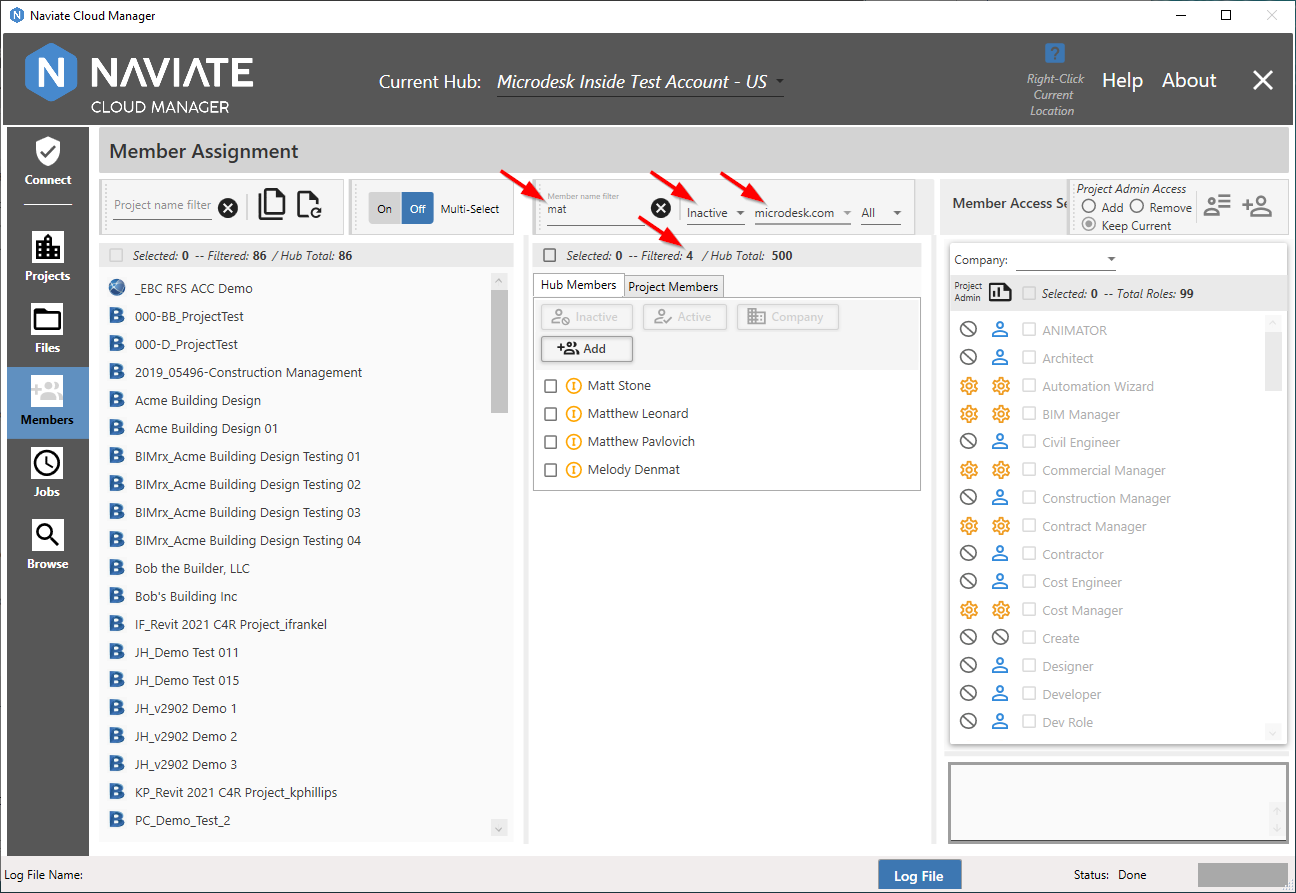 Naviate Cloud Manager
NAVIATE
CLOUD MANAGER
Current Hub: Microdesk Inside Test Account - US
?
Right-Click
Current
Location
Help
About
Connect
Projects
Files
Members
Jobs
Browse
Member Assignment
Project name filter
On
Off
Multi-Select
Member name filter
mat
Inactive
microdesk.com
All
Member Access Se
Project Admin Access
Add
Remove
Keep Current
Selected: 0 -- Filtered: 86 / Hub Total: 86
_EBC RFS ACC Demo
000-BB_ProjectTest
000-D_ProjectTest
2019_05496-Construction Management
Acme Building Design
Acme Building Design 01
BIMrx_Acme Building Design Testing 01
BIMrx_Acme Building Design Testing 02
BIMrx_Acme Building Design Testing 03
BIMrx_Acme Building Design Testing 04
Bob the Builder, LLC
Bob's Building Inc
IF_Revit 2021 C4R Project_ifrankel
JH_Demo Test 011
JH_Demo Test 015
JH_v2902 Demo 1
JH_v2902 Demo 2
JH_v2902 Demo 3
KP_Revit 2021 C4R Project_kphillips
PC_Demo_Test_2
Selected: 0 -- Filtered: 4 / Hub Total: 500
Hub Members
Project Members
Inactive
Active
Company
Add
Matt Stone
Matthew Leonard
Matthew Pavlovich
Melody Denmat
Company:
Project
Admin
Selected: 0 -- Total Roles: 99
ANIMATOR
Architect
Automation Wizard
BIM Manager
Civil Engineer
Commercial Manager
Construction Manager
Contract Manager
Contractor
Cost Engineer
Cost Manager
Create
Designer
Developer
Dev Role
Log File Name:
Log File
Status: Done